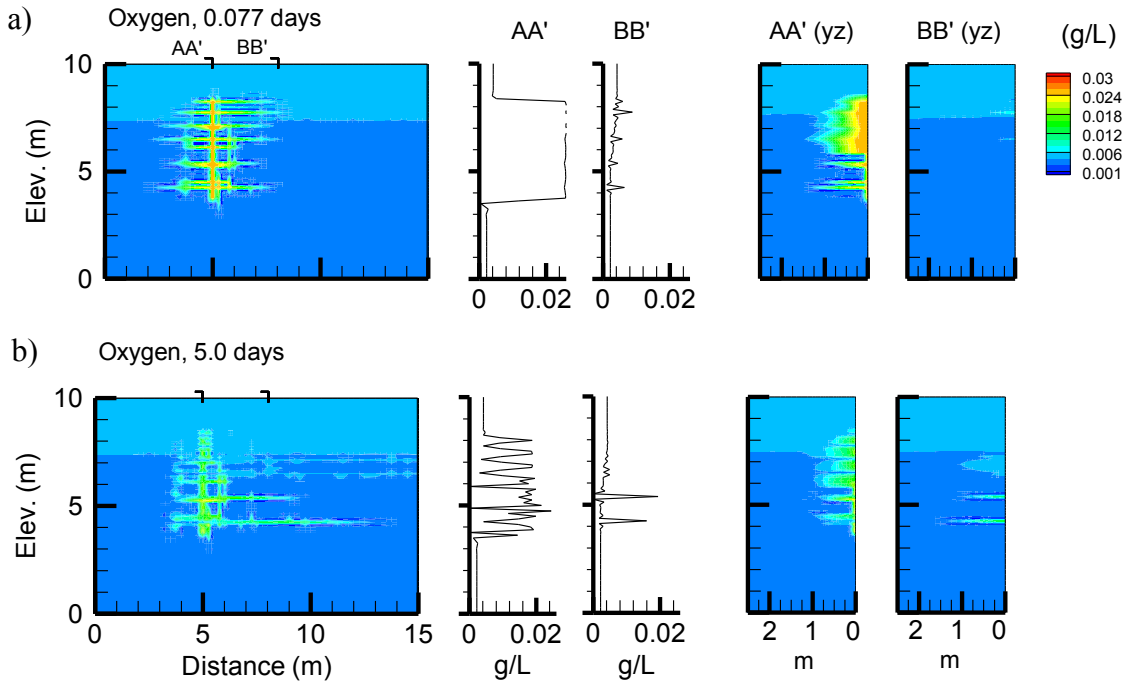 a)
Oxygen, 0.077 days
AA' BB'
AA' BB' AA' (yz) BB' (yz) (g/L)
10
5
0
Elev. (m)
0 0.02 0 0.02
0.03
0.024
0.018
0.012
0.006
0.001
b)
Oxygen, 5.0 days
10
5
0
Elev. (m)
0 5 10 15
Distance (m)
0 0.02 0 0.02
g/L g/L
2 1 0 2 1 0
m m